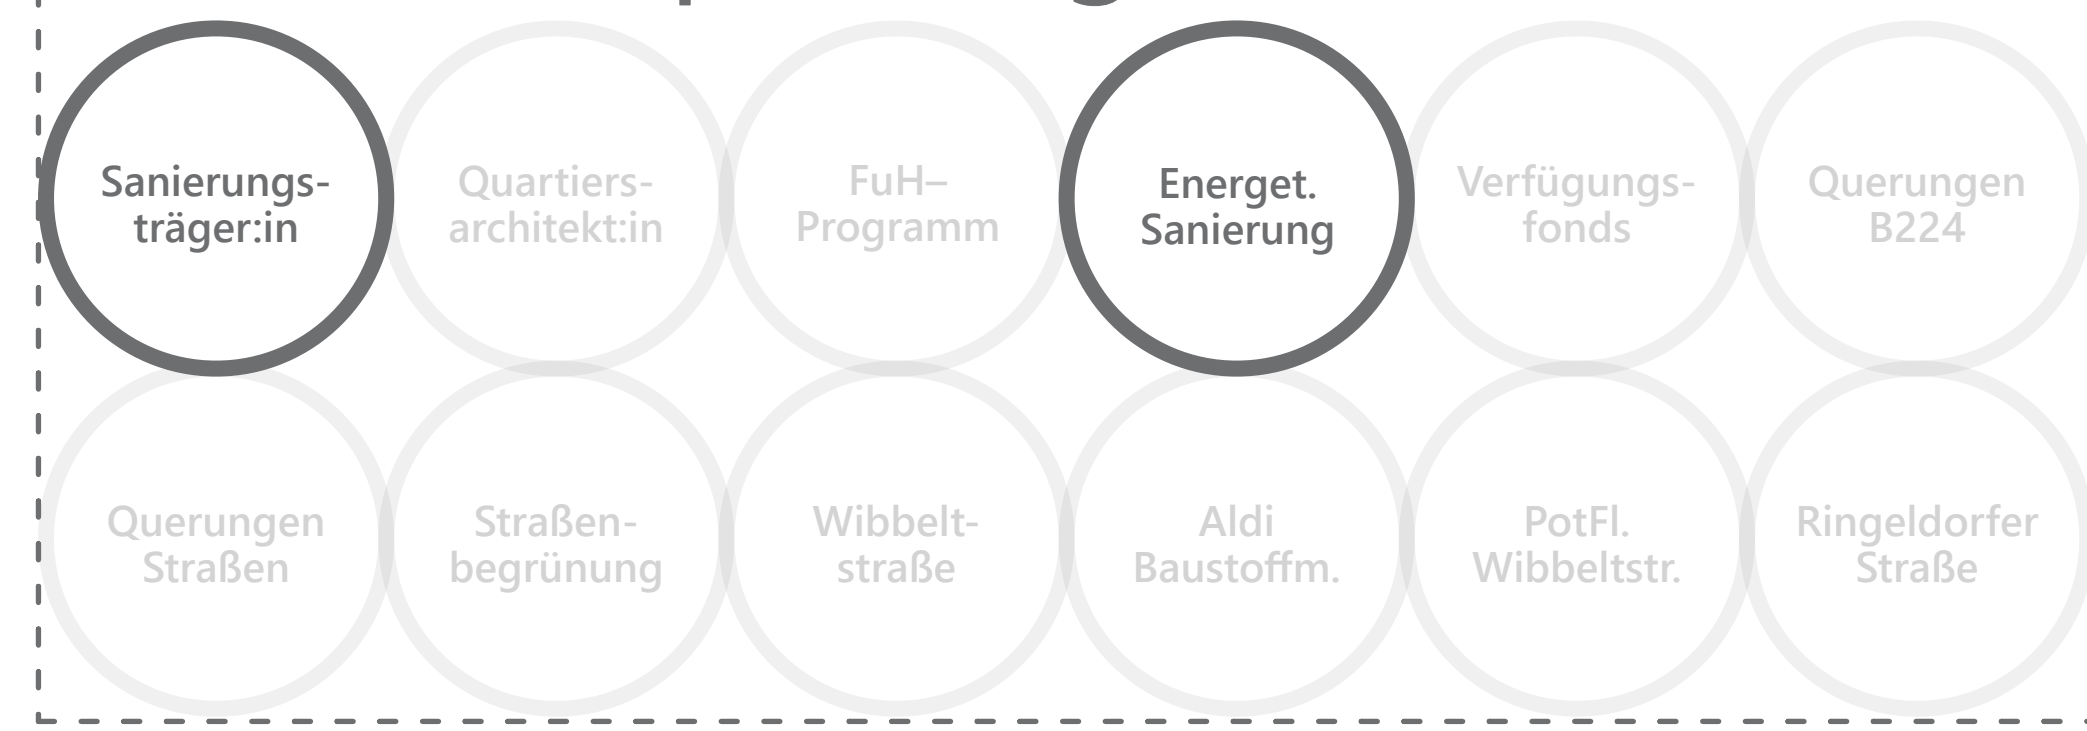 Sanierungs-
träger:in
Quartiers-
architekt:in
FuH–
Programm
Energet.
Sanierung
Verfügungs-
fonds
Querungen
B224
Querungen
Straßen
Straßen-
begrünung
Wibbelt-
straße
Aldi
Baustoffm.
PotFl.
Wibbeltstr.
Ringeldorfer
Straße